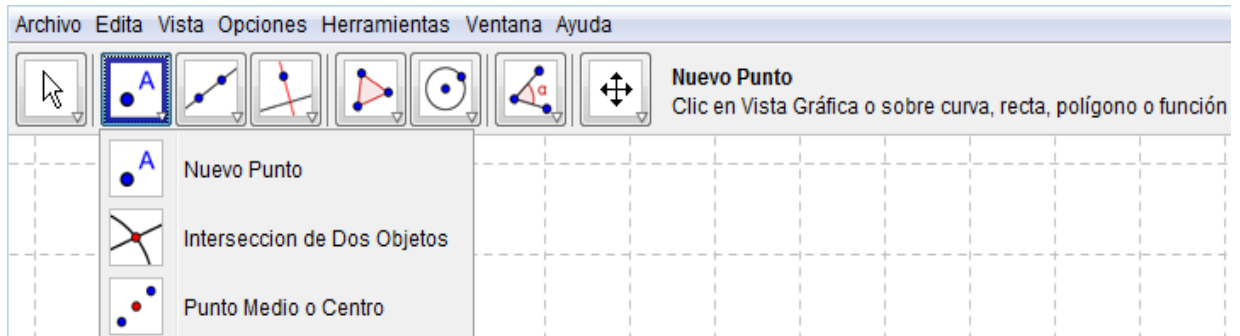 Archivo Edita Vista Opciones Herramientas Ventana Ayuda
A
α
Nuevo Punto
Clic en Vista Gráfica o sobre curva, recta, polígono o función
A
Nuevo Punto
Interseccion de Dos Objetos
Punto Medio o Centro